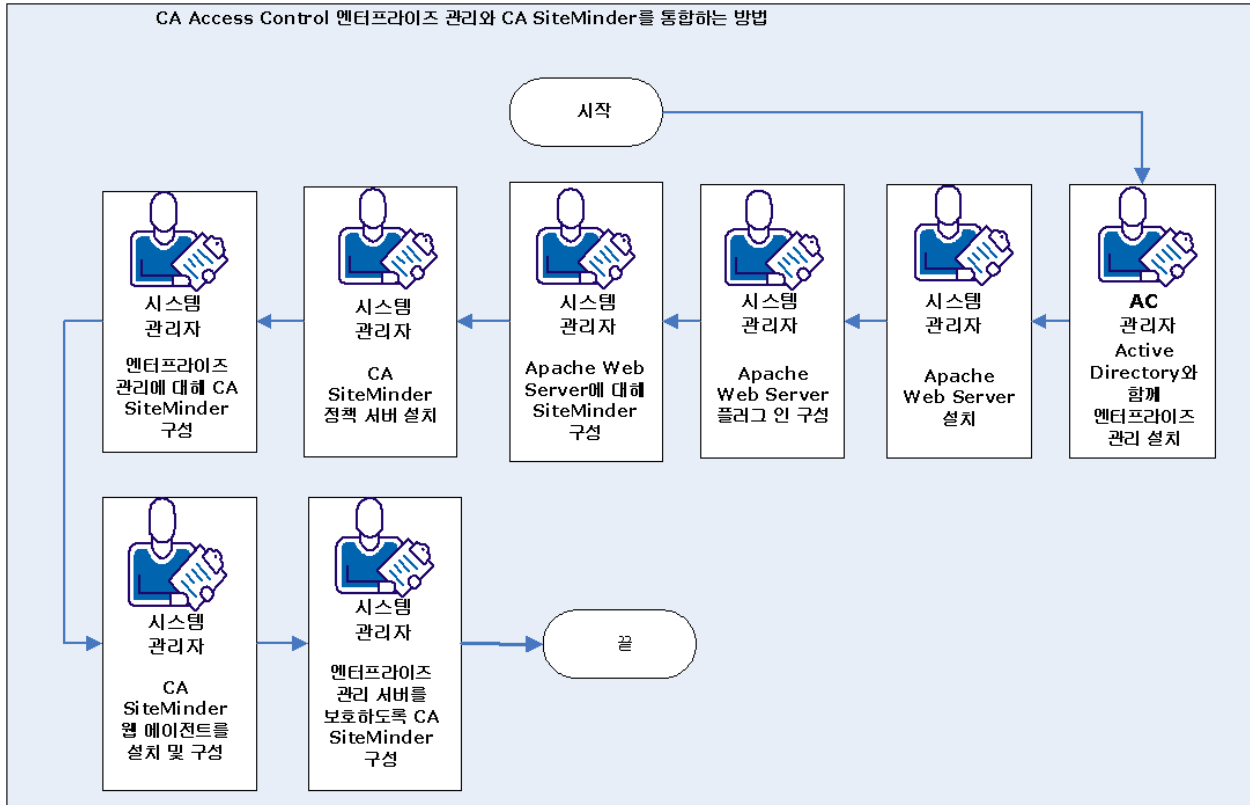 CA Access Control 엔터프라이즈 관리와 CA SiteMinder를 통합하는 방법
시작
시스템
관리자
엔터프라이즈
관리에 대해 CA
SiteMinder
구성
시스템
관리자
CA
SiteMinder
정책 서버 설치
시스템
관리자
Apache Web
Server에 대해
SiteMinder
구성
시스템
관리자
Apache
Web Server
플러그 인 구성
시스템
관리자
Apache
Web Server
설치
AC
관리자
Active
Directory와
함께
엔터프라이즈
관리 설치
시스템
관리자
CA
SiteMinder
웹 에이전트를
설치 및 구성
시스템
관리자
엔터프라이즈
관리 서버를
보호하도록 CA
SiteMinder
구성
끝